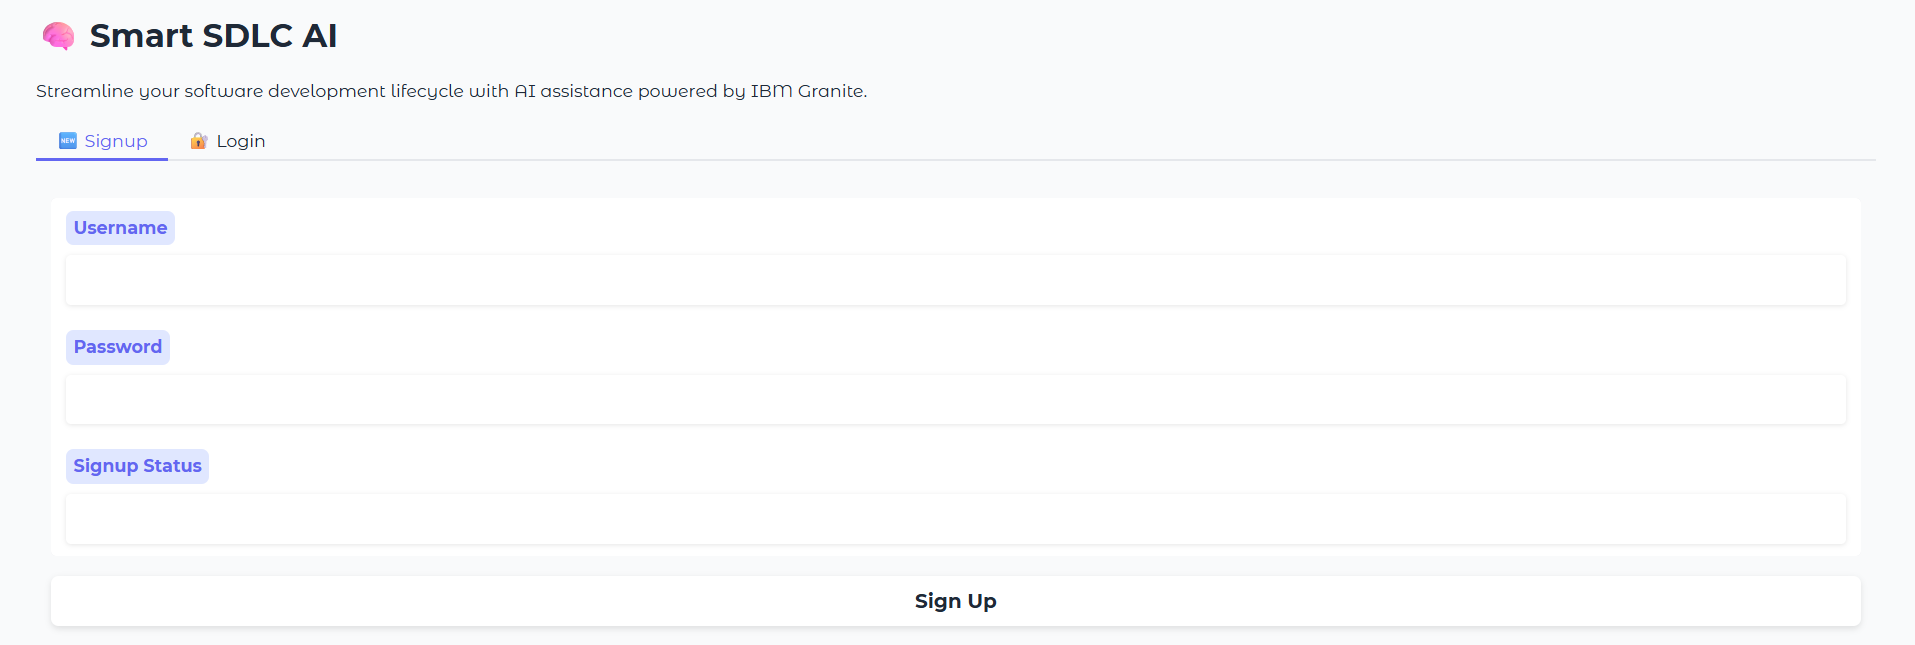 Smart SDLC AI
Streamline your software development lifecycle with AI assistance powered by IBM Granite.
NEW Signup Login
Username
Password
Signup Status
Sign Up